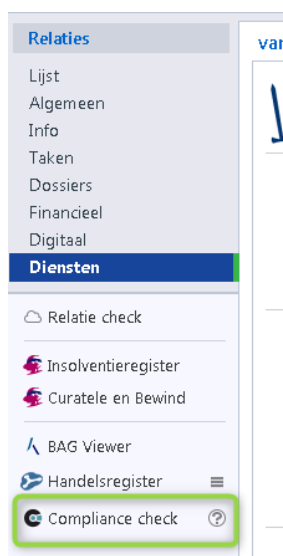 Relaties
Lijst
Algemeen
Info
Taken
Dossiers
Financieel
Digitaal
Diensten
Relatie check
Insolventieregister
Curatele en Bewind
BAG Viewer
Handelsregister
Compliance check ?